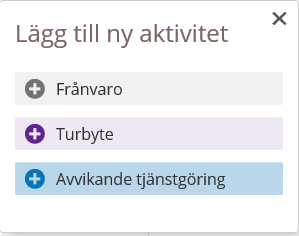 Lägg till ny aktivitet
Frånvaro
Turbyte
Avvikande tjänstgöring